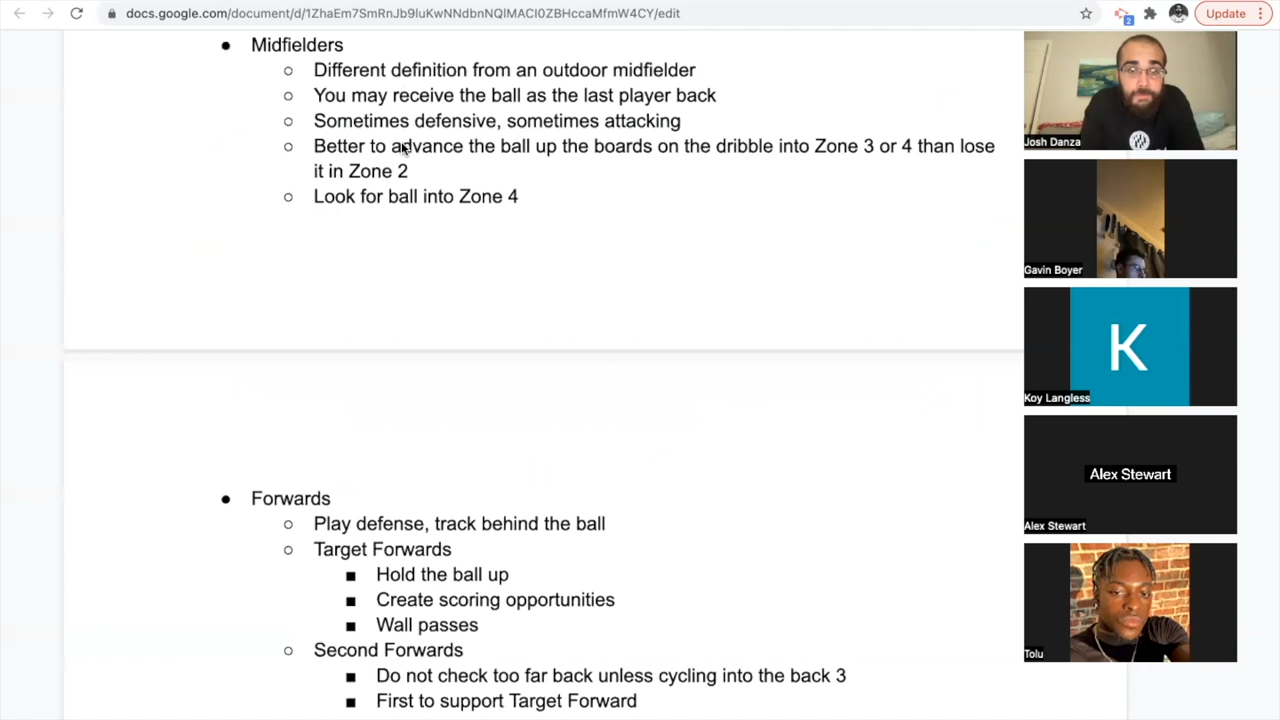 docs.google.com/document/d/1ZhaEm7SmRnJb9luKwNNdbnNQlMACI0ZBHccaMfmW4CY/edit
2
Update
Midfielders
Different definition from an outdoor midfielder
You may receive the ball as the last player back
Sometimes defensive, sometimes attacking
Better to advance the ball up the boards on the dribble into Zone 3 or 4 than lose
it in Zone 2
Look for ball into Zone 4
Forwards
Play defense, track behind the ball
Target Forwards
Hold the ball up
Create scoring opportunities
Wall passes
Second Forwards
Do not check too far back unless cycling into the back 3
First to support Target Forward
Josh Danza
Gavin Boyer
K
Koy Langless
Alex Stewart
Alex Stewart
Tolu